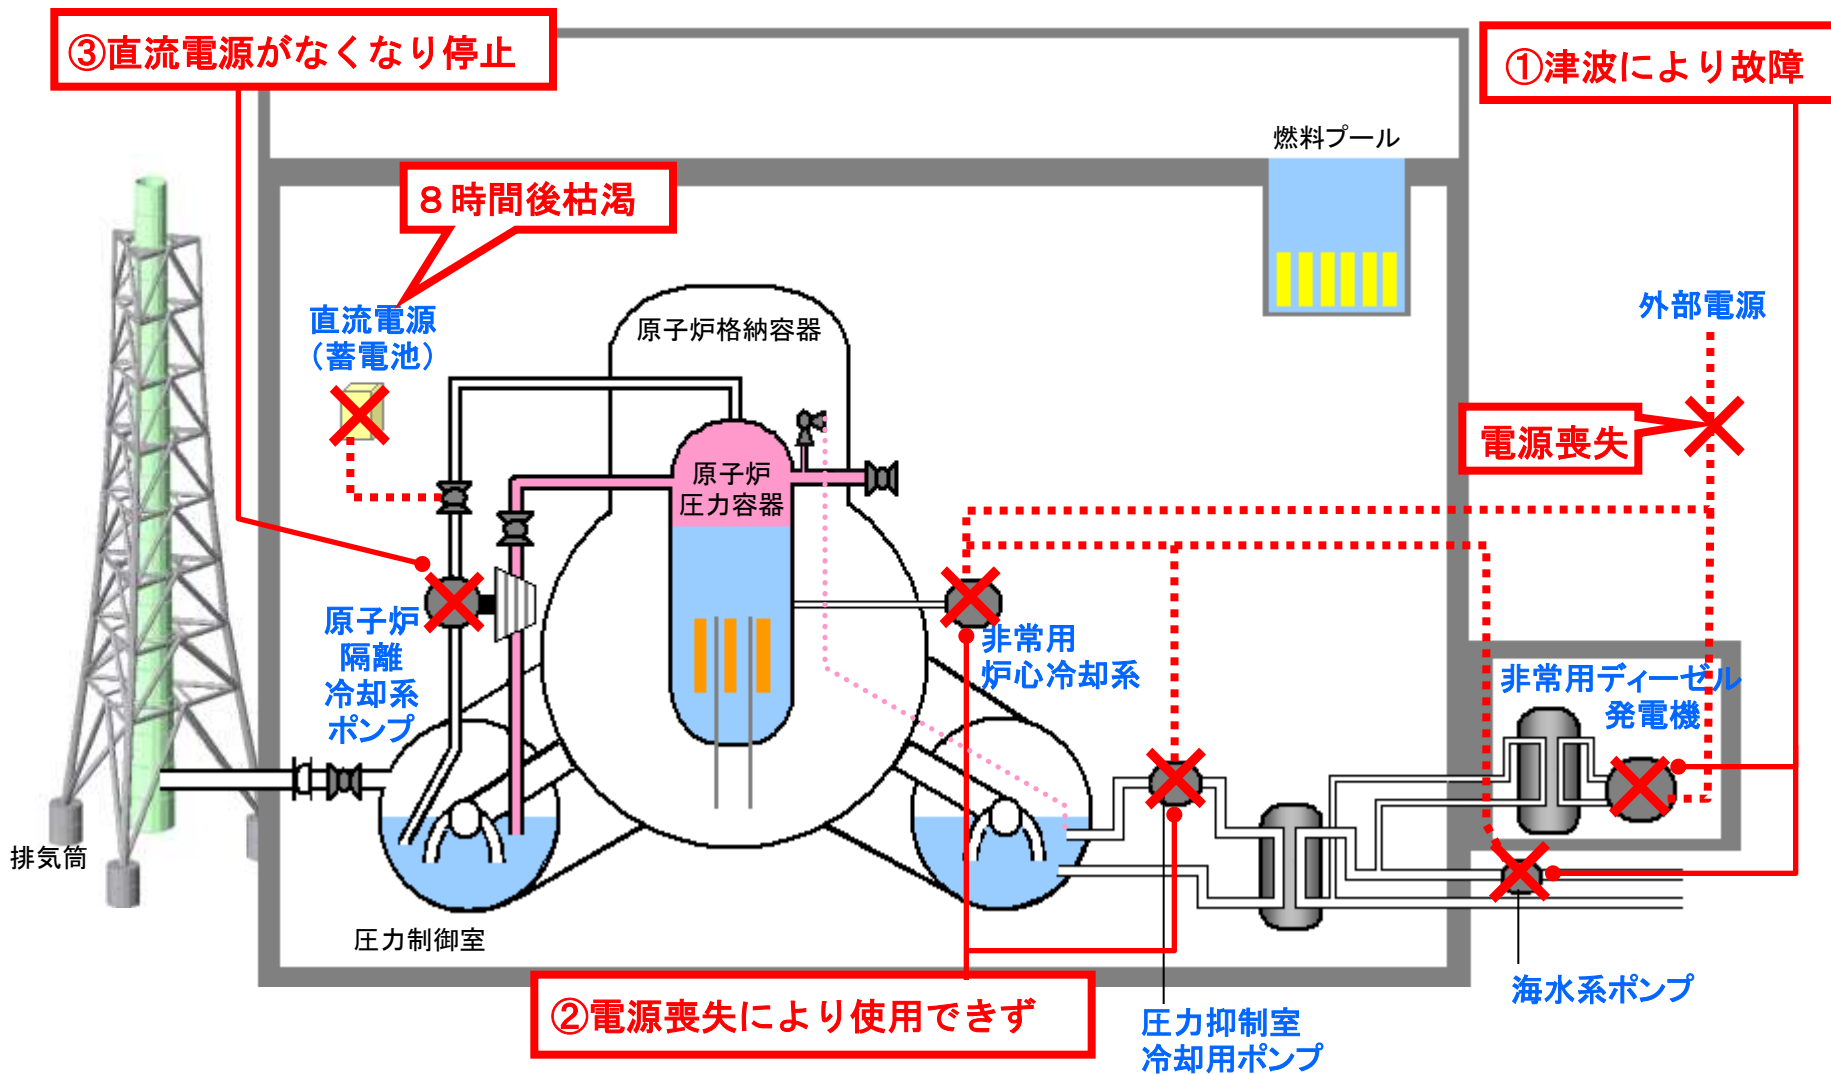 ③直流電源がなくなり停止
①津波により故障
燃料プール
８時間後枯渇
外部電源
直流電源
（蓄電池）
原子炉格納容器
電源喪失
原子炉
圧力容器
原子炉
隔離
冷却系
ポンプ
非常用
炉心冷却系
非常用ディーゼル
発電機
排気筒
圧力制御室
海水系ポンプ
②電源喪失により使用できず
圧力抑制室
冷却用ポンプ